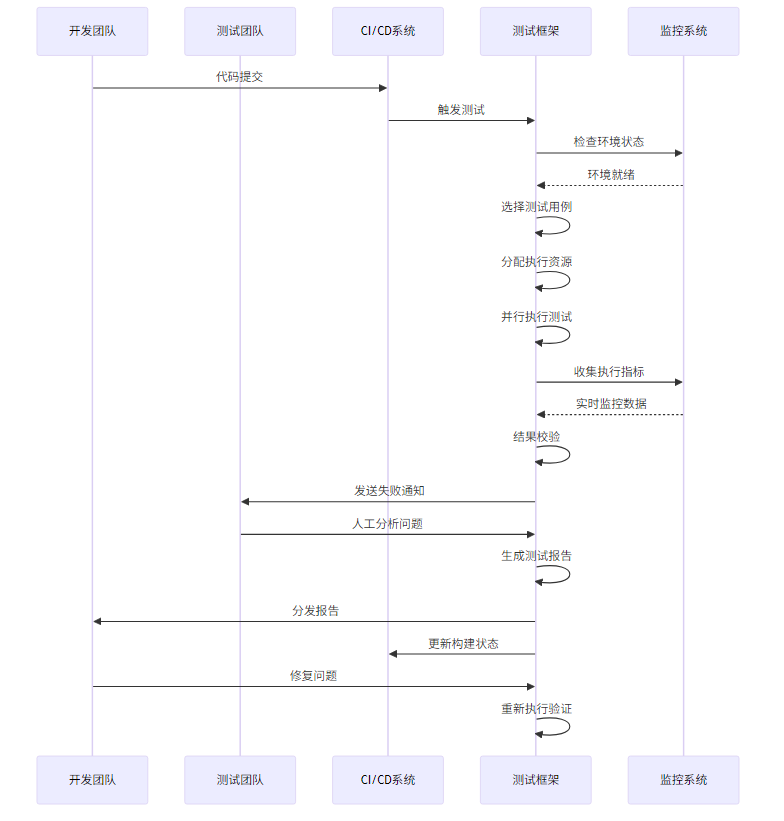 开发团队
测试团队
CI/CD系统
测试框架
监控系统
代码提交
触发测试
检查环境状态
环境就绪
选择测试用例
分配执行资源
并行执行测试
收集执行指标
实时监控数据
结果校验
发送失败通知
人工分析问题
生成测试报告
分发报告
更新构建状态
修复问题
重新执行验证
开发团队
测试团队
CI/CD系统
测试框架
监控系统